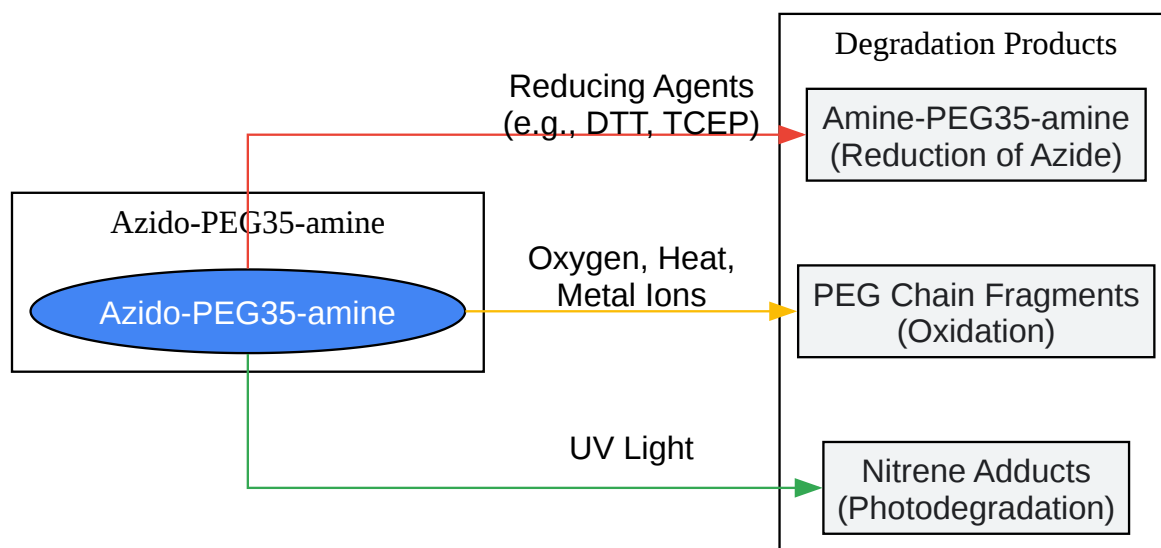 Degradation Products
Reducing Agents
(e.g., DTT, TCEP)
Amine-PEG35-amine
(Reduction of Azide)
Azido-PEG35-amine
Azido-PEG35-amine
Oxygen, Heat,
Metal Ions
PEG Chain Fragments
(Oxidation)
UV Light
Nitrene Adducts
(Photodegradation)